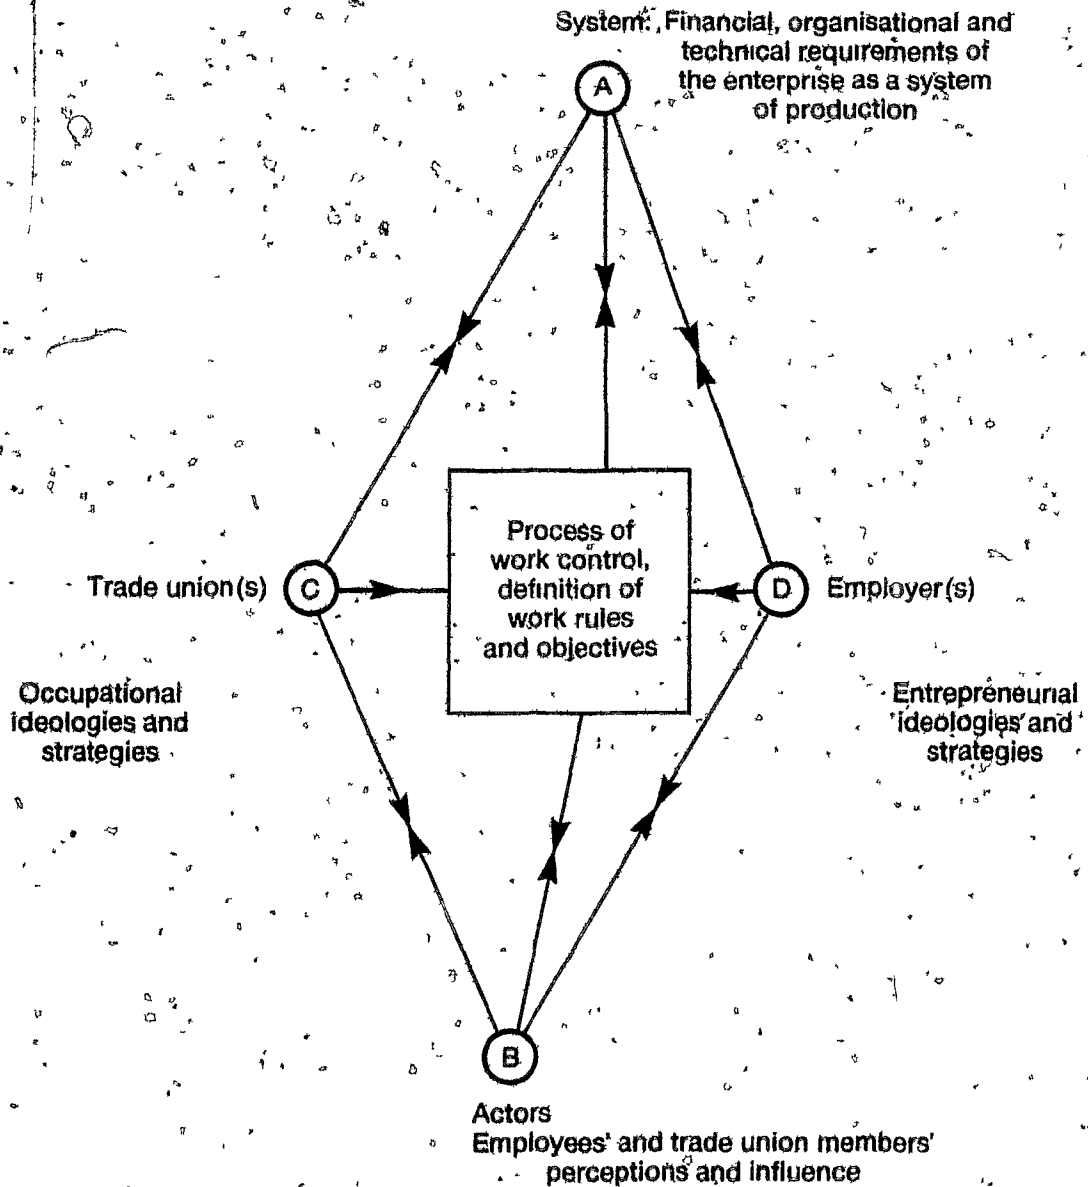 System: Financial, organisational and
technical requirements of
the enterprise as a system
of production
A
Process of
work control,
definition of
work rules
and objectives
Trade union(s)
C
D
Employer(s)
Occupational
ideologies and
strategies
Entrepreneurial
ideologies and
strategies
B
Actors
Employees' and trade union members'
perceptions and influence